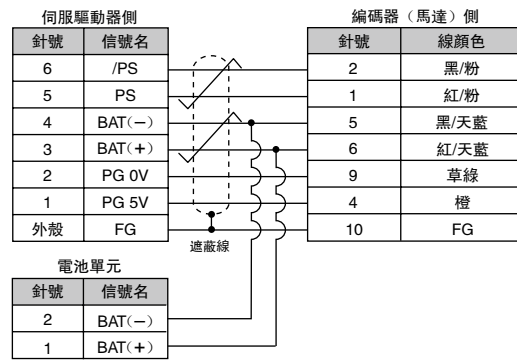 伺服驅動器側 編碼器（馬達）側
針號 信號名 針號 線顏色
6 /PS 2 黑/粉
5 PS 1 紅/粉
4 BAT(−) 5 黑/天藍
3 BAT(+) 6 紅/天藍
2 PG 0V 9 草綠
1 PG 5V 4 橙
外殼 FG 10 FG
遮蔽線
電池單元
針號 信號名
2 BAT(−)
1 BAT(+)